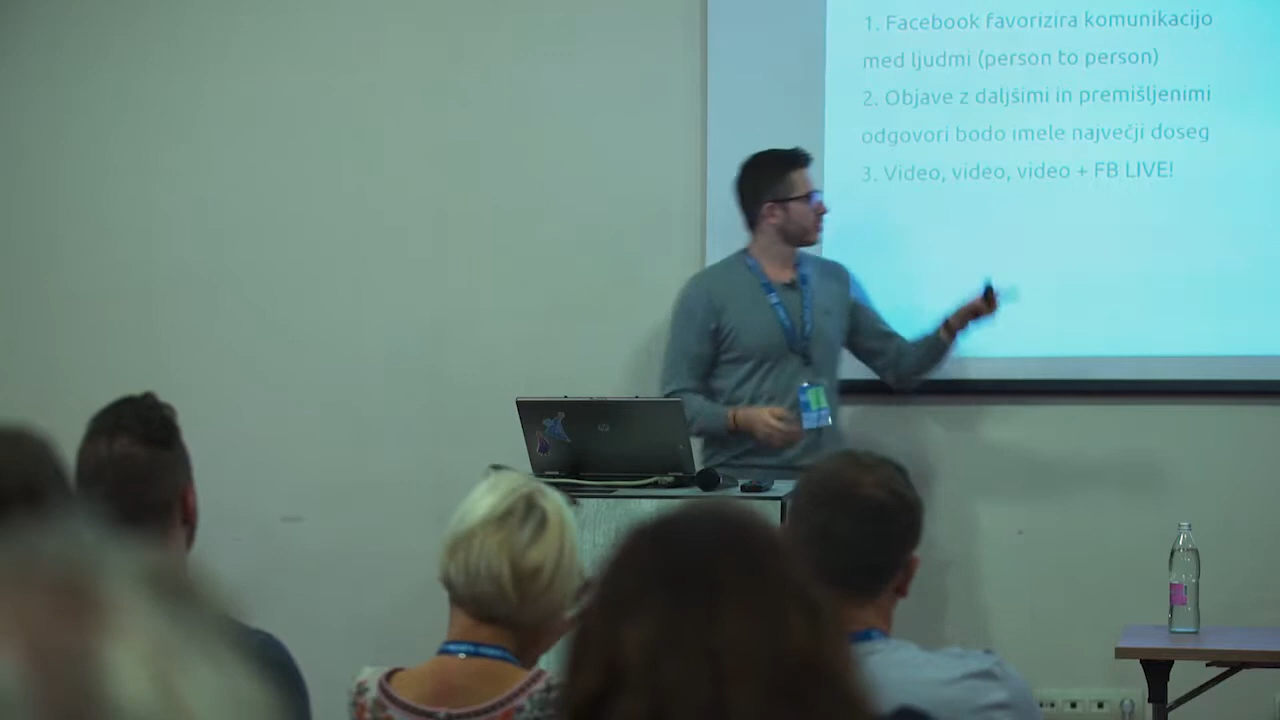 1. Facebook favorizira komunikacijo
med ljudmi (person to person)
2. Objave z daljšimi in premišljenimi
odgovori bodo imele največji doseg
3. Video, video, video + FB LIVE!